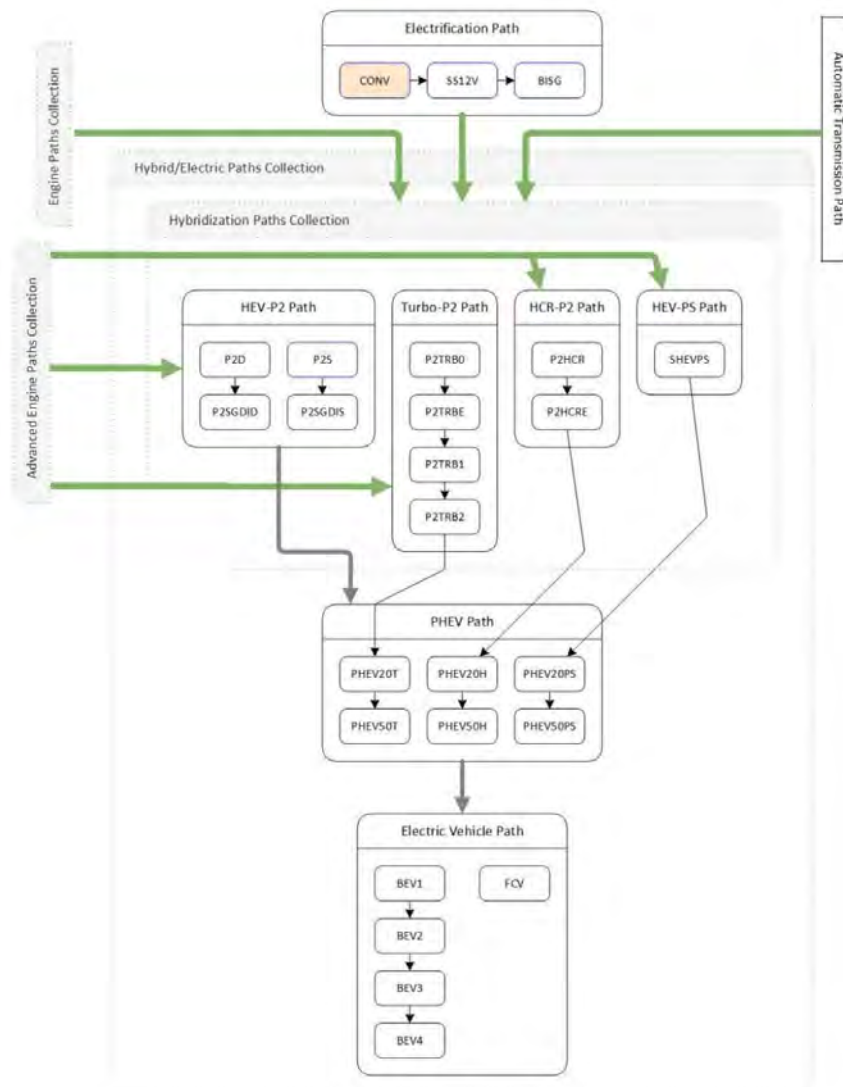 Electrification Path
CONV
SS12V
BISG
Engine Paths Collection
Automatic Transmission Path
Hybrid/Electric Paths Collection
Hybridization Paths Collection
Advanced Engine Paths Collection
HEV-P2 Path
P2D
P2S
P2SGDID
P2SGDIS
Turbo-P2 Path
P2TRB0
P2TRBE
P2TRB1
P2TRB2
HCR-P2 Path
P2HCR
P2HCRE
HEV-PS Path
SHEVPS
PHEV Path
PHEV20T
PHEV20H
PHEV20PS
PHEV50T
PHEV50H
PHEV50PS
Electric Vehicle Path
BEV1
FCV
BEV2
BEV3
BEV4